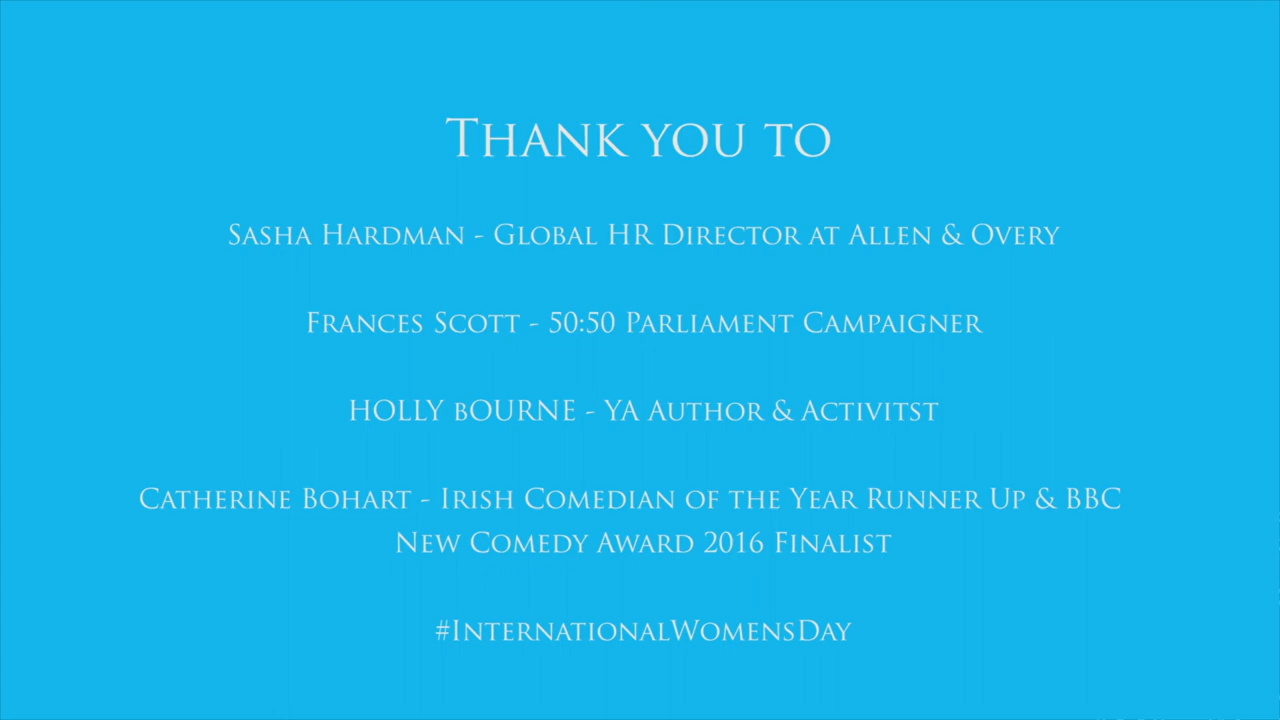 Thank you to
Sasha Hardman - Global HR Director at Allen & Overy
Frances Scott - 50:50 Parliament Campaigner
HOLLY bOURNE - YA Author & Activitst
Catherine Bohart - Irish Comedian of the Year Runner Up & BBC
New Comedy Award 2016 Finalist
#InternationalWomensDay